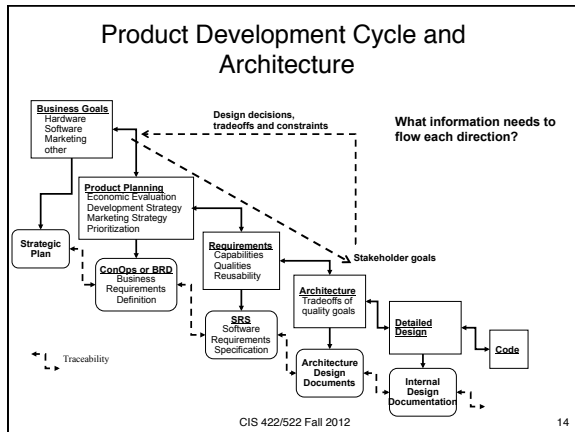 Product Development Cycle and
Architecture
Business Goals
Hardware
Software
Marketing
other
Design decisions,
tradeoffs and constraints
What information needs to
flow each direction?
Product Planning
Economic Evaluation
Development Strategy
Marketing Strategy
Prioritization
Strategic
Plan
Requirements
Capabilities
Qualities
Reusability
Stakeholder goals
ConOps or BRD
Business
Requirements
Definition
Architecture
Tradeoffs of
quality goals
SRS
Software
Requirements
Specification
Detailed
Design
Code
Traceability
Architecture
Design
Documents
Internal
Design
Documentation
CIS 422/522 Fall 2012
14